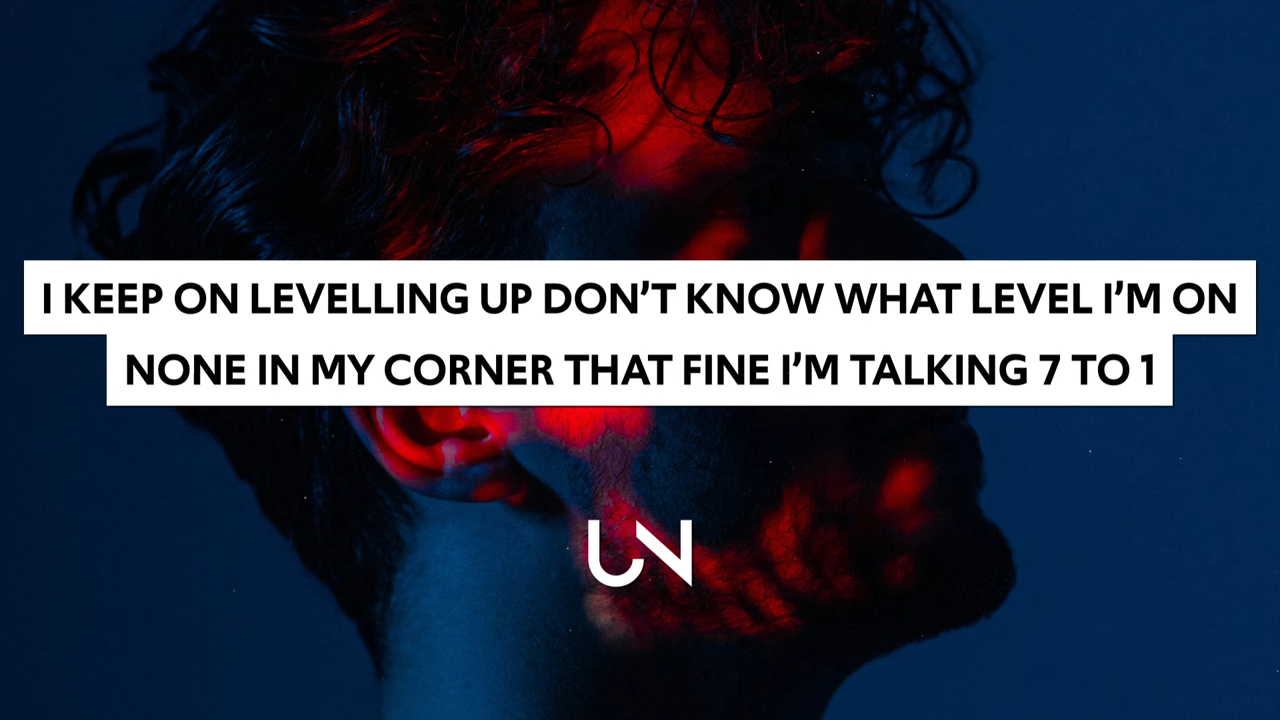 I KEEP ON LEVELLING UP DON’T KNOW WHAT LEVEL I’M ON
NONE IN MY CORNER THAT FINE I’M TALKING 7 TO 1
UN